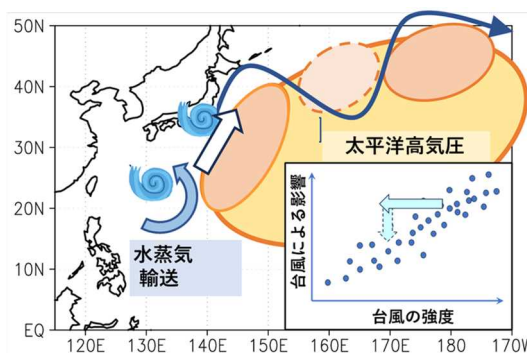 50N
40N
30N
20N
10N
EQ
120E
130E
140E
150E
160E
170E
180
170W
太平洋高気圧
水蒸気
輸送
台風による影響
台風の強度